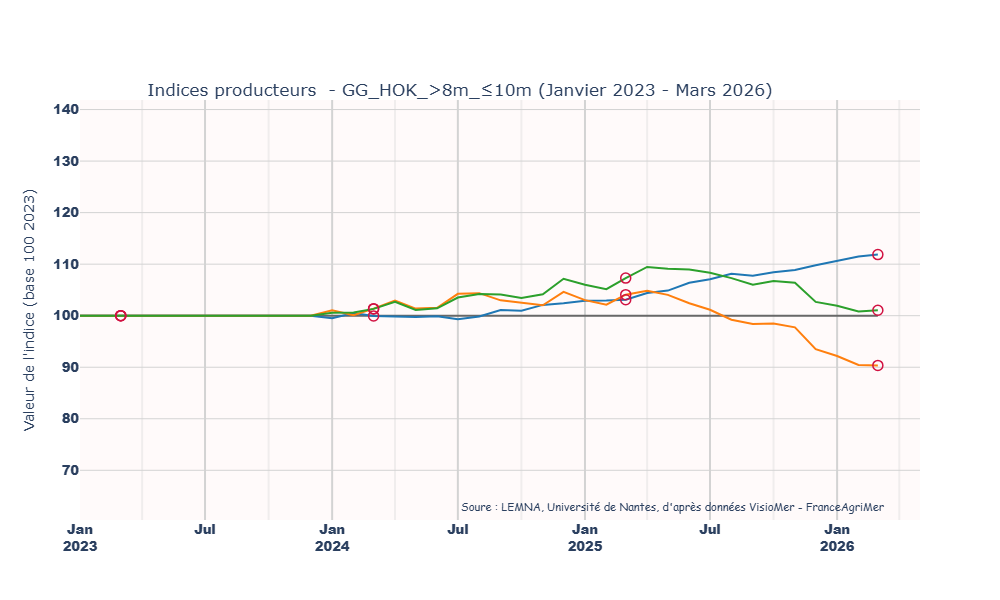 Indices producteurs  - GG_HOK_>8m_≤10m (Janvier 2023 - Mars 2026)
Valeur de l'indice (base 100 2023)
140
130
120
110
100
90
80
70
Soure : LEMNA, Université de Nantes, d'après données VisioMer - FranceAgriMer
Jan Jul Jan Jul Jan Jul Jan
2023 2024 2025 2026